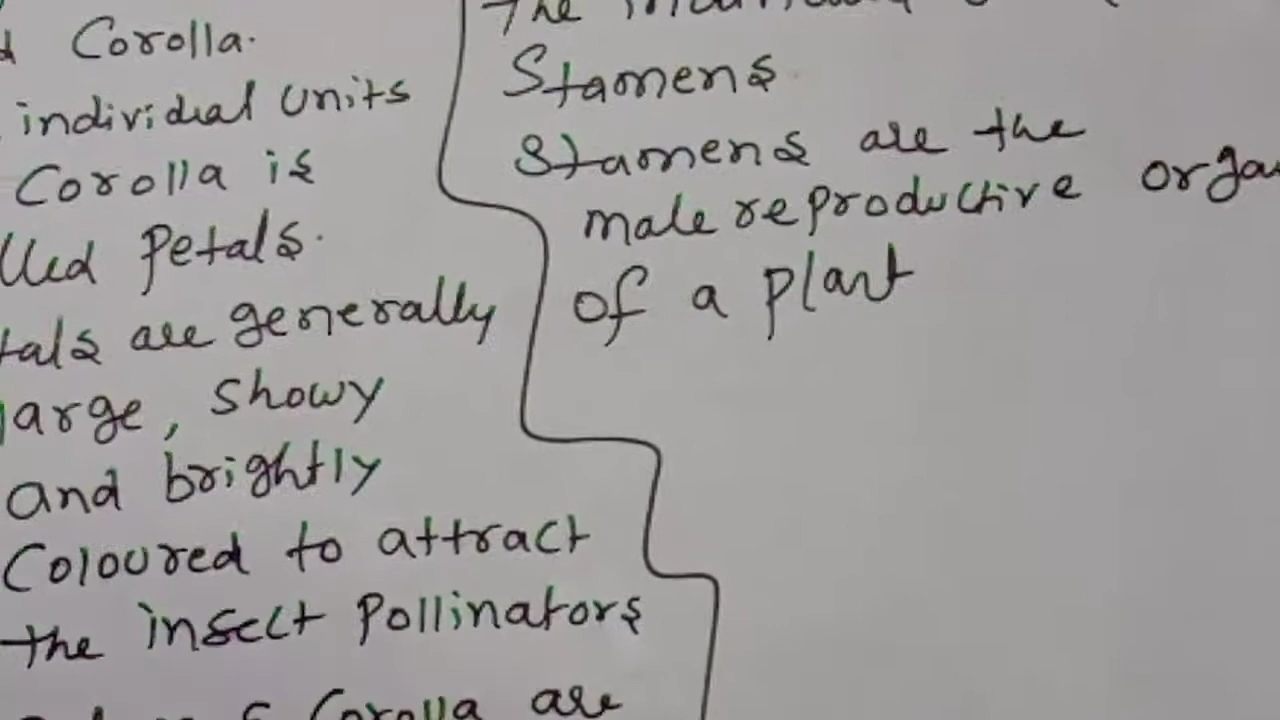 Corolla.
individual units
Corolla is
Petals.
are generally
large, showy
and brightly
Coloured to attract
the insect Pollinators
Corolla are
The
Stamens
Stamens are the
male reproductive
of a plant